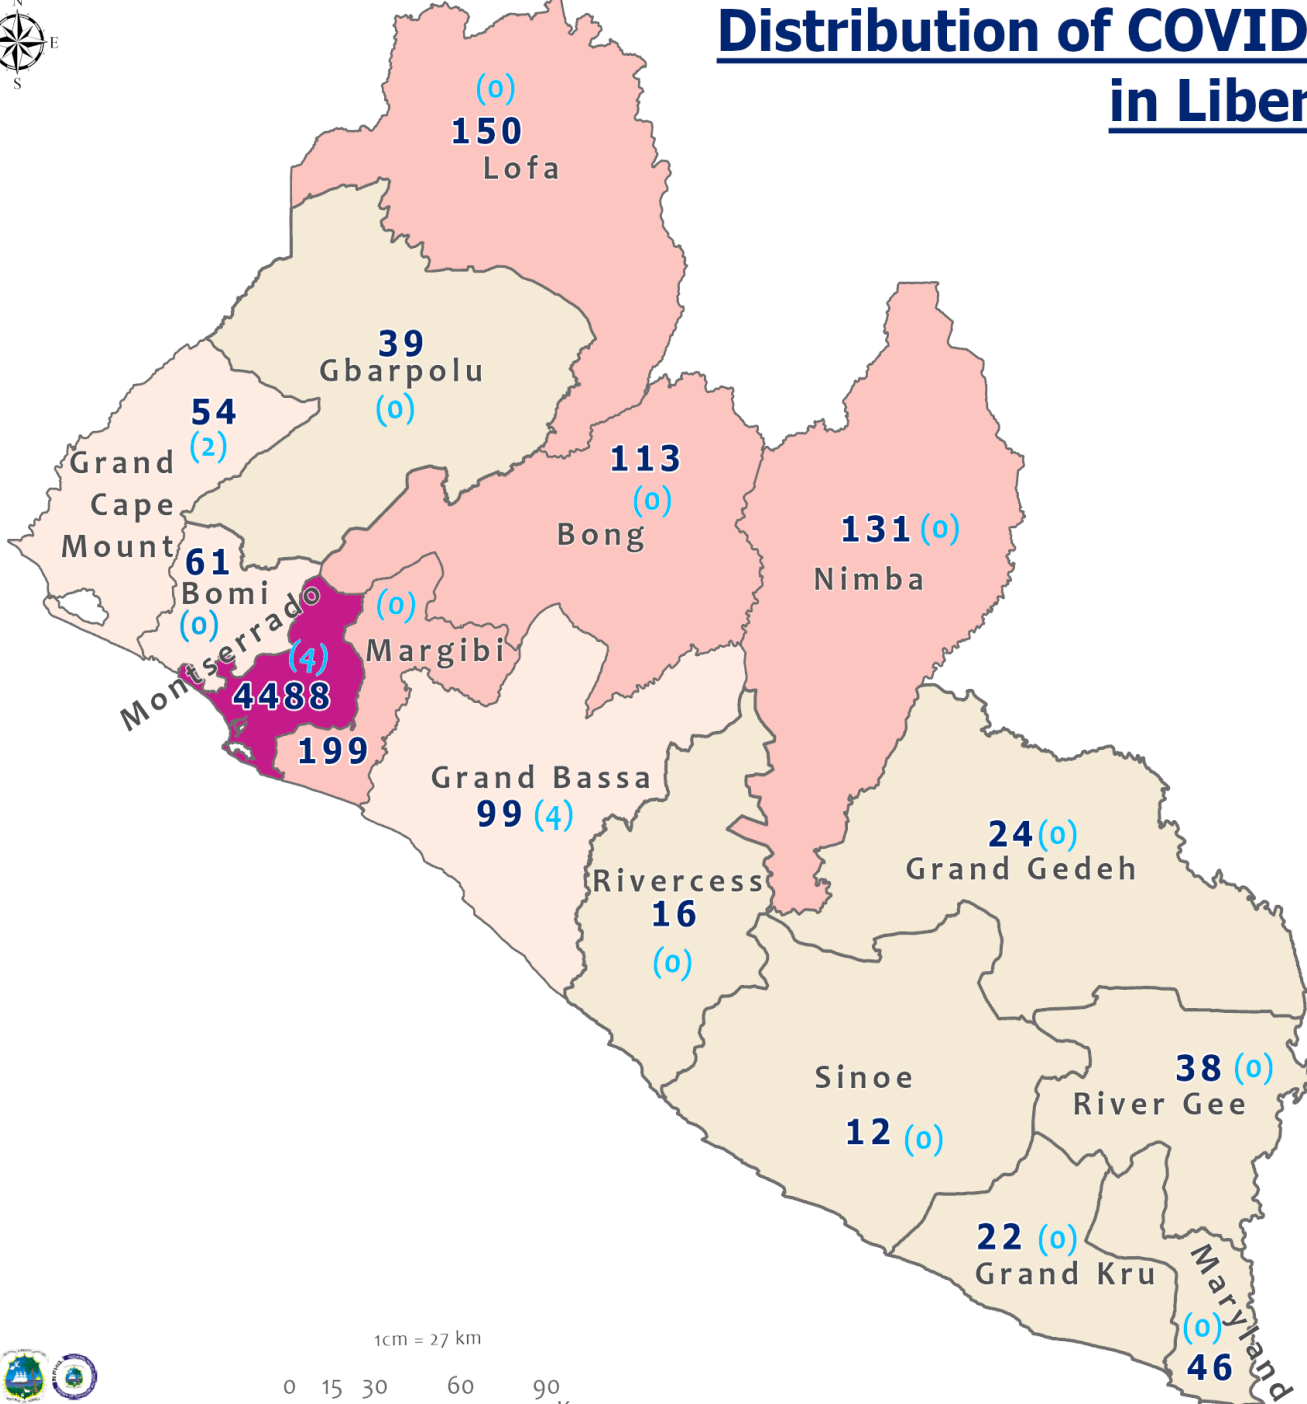 N
E
S
Distribution of COVID
in Liber
(0)
150
Lofa
39
Gbarpolu
(0)
54
(2)
Grand
Cape
Mount
113
(0)
Bong
131 (0)
Nimba
61
Bomi
(0)
Montserrado
(4)
4488
(0)
Margibi
199
Grand Bassa
99 (4)
24 (0)
Grand Gedeh
Rivercess
16
(0)
Sinoe
12 (0)
38 (0)
River Gee
22 (0)
Grand Kru
Maryland
(0)
46
1cm = 27 km
0 15 30 60 90